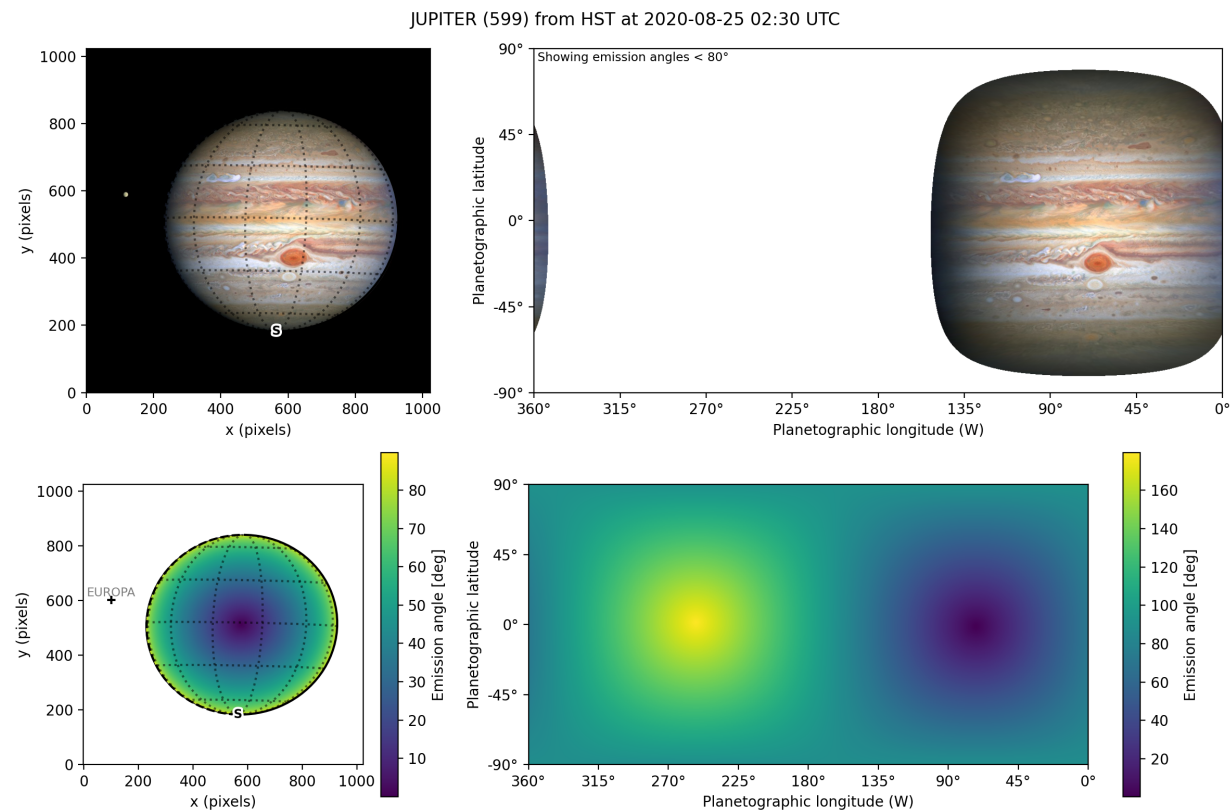 JUPITER (599) from HST at 2020-08-25 02:30 UTC
1000
800
600
400
200
0
y (pixels)
S
0 200 400 600 800 1000
x (pixels)
Showing emission angles < 80°
90°
45°
0°
-45°
-90°
Planetographic latitude
360° 315° 270° 225° 180° 135° 90° 45° 0°
Planetographic longitude (W)
1000
800
600
400
200
0
y (pixels)
EUROPA
S
0 200 400 600 800 1000
x (pixels)
80
70
60
50
40
30
20
10
Emission angle [deg]
90°
45°
0°
-45°
-90°
Planetographic latitude
360° 315° 270° 225° 180° 135° 90° 45° 0°
Planetographic longitude (W)
160
140
120
100
80
60
40
20
Emission angle [deg]